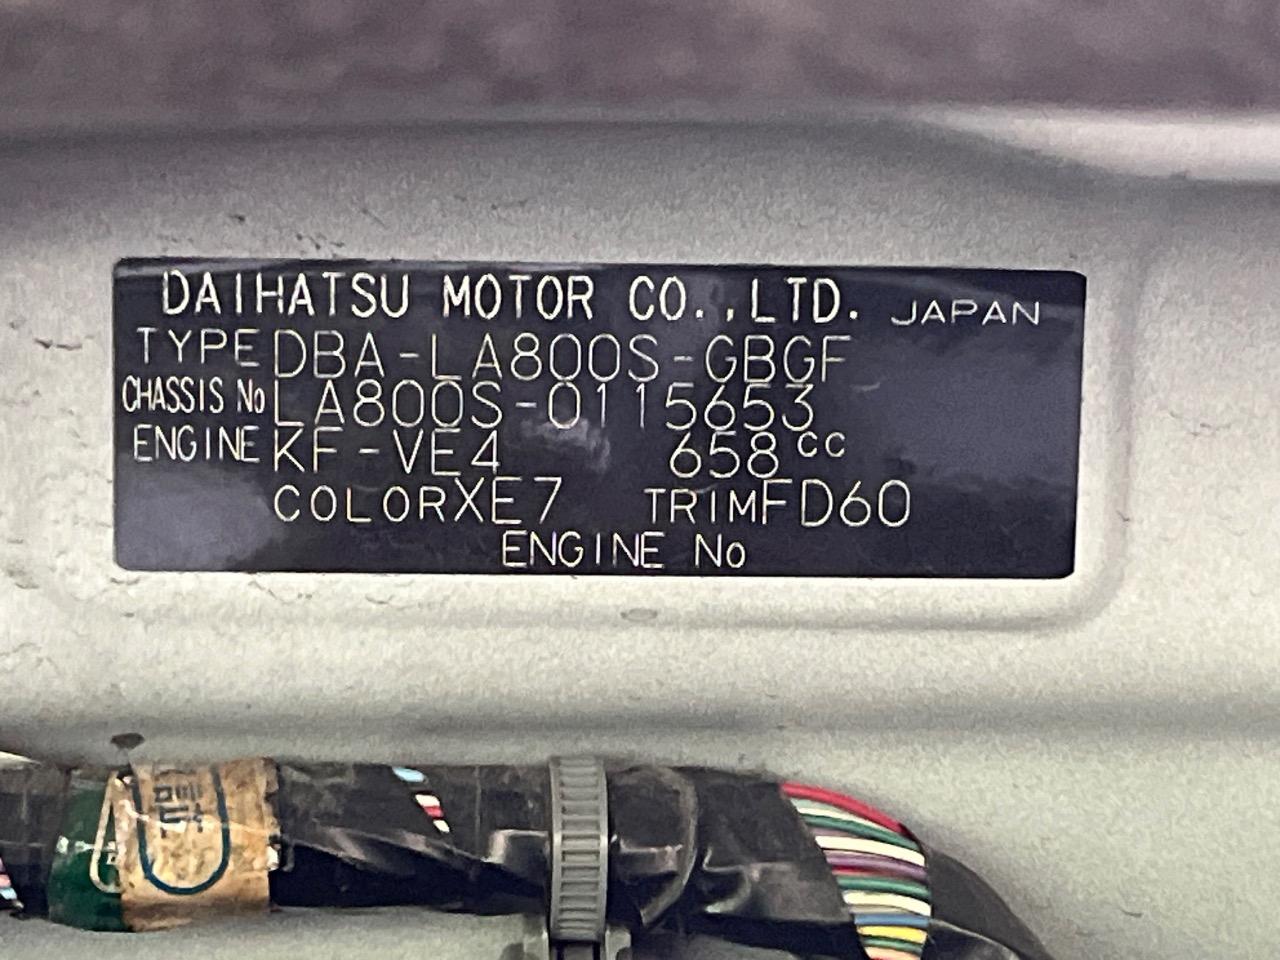 DAIHATSU MOTOR CO.,LTD. JAPAN
TYPE DBA-LA800S-GBGF
CHASSIS No LA800S-0115653
ENGINE KF-VE4 658cc
COLOR XE7 TRIM FD60
ENGINE No